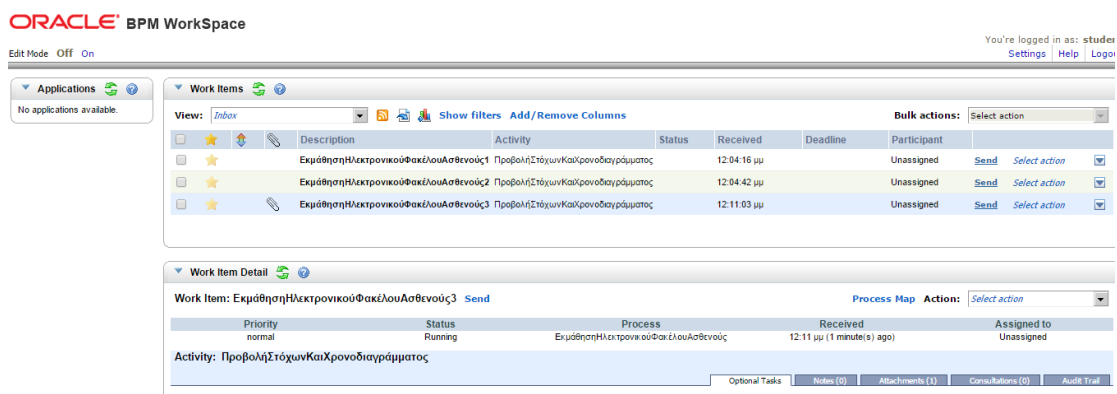 ORACLE BPM WorkSpace
You're logged in as: studen
Edit Mode Off On
Settings Help Logou
Applications
No applications available.
Work Items
View: Inbox Show filters Add/Remove Columns Bulk actions: Select action
Description Activity Status Received Deadline Participant
ΕκμάθησηΗλεκτρονικούΦακέλουΑσθενούς1 ΠροβολήΣτόχωνΚαιΧρονοδιαγράμματος 12:04:16 μμ Unassigned Send Select action
ΕκμάθησηΗλεκτρονικούΦακέλουΑσθενούς2 ΠροβολήΣτόχωνΚαιΧρονοδιαγράμματος 12:04:42 μμ Unassigned Send Select action
ΕκμάθησηΗλεκτρονικούΦακέλουΑσθενούς3 ΠροβολήΣτόχωνΚαιΧρονοδιαγράμματος 12:11:03 μμ Unassigned Send Select action
Work Item Detail
Work Item: ΕκμάθησηΗλεκτρονικούΦακέλουΑσθενούς3 Send Process Map Action: Select action
Priority Status Process Received Assigned to
normal Running ΕκμάθησηΗλεκτρονικούΦακέλουΑσθενούς 12:11 μμ (1 minute(s) ago) Unassigned
Activity: ΠροβολήΣτόχωνΚαιΧρονοδιαγράμματος
Optional Tasks Notes (0) Attachments (1) Consultations (0) Audit Trail